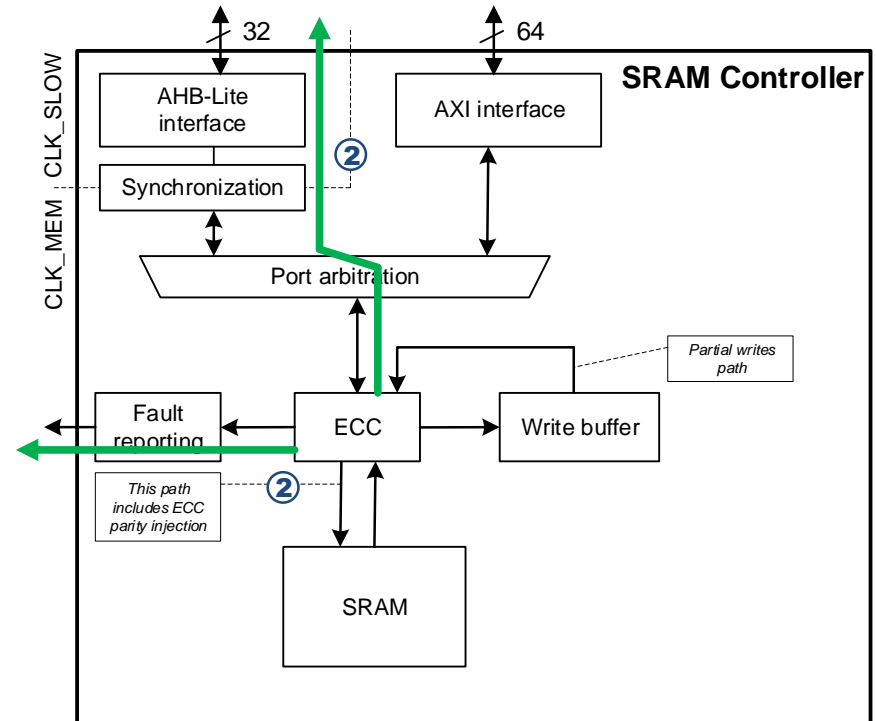 32
64
SRAM Controller
CLK_SLOW
AHB-Lite
interface
AXI interface
②
Synchronization
CLK_MEM
Port arbitration
Partial writes
path
Fault
reporting
ECC
Write buffer
This path
includes ECC
parity injection
②
SRAM